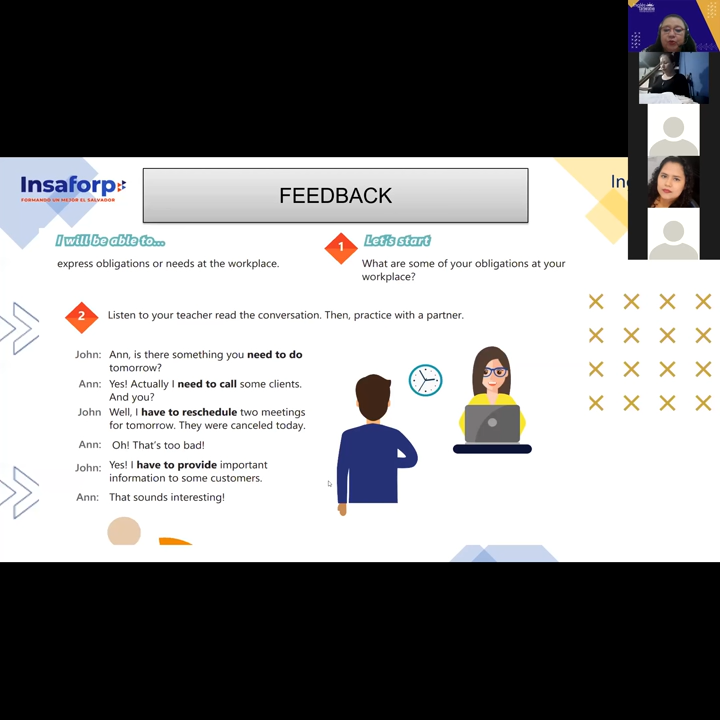 Insaforp
FORMANDO UN MEJOR EL SALVADOR
FEEDBACK
I will be able to...
express obligations or needs at the workplace.
1
Let's start
What are some of your obligations at your
workplace?
2
Listen to your teacher read the conversation. Then, practice with a partner.
John: Ann, is there something you need to do
tomorrow?
Ann: Yes! Actually I need to call some clients.
And you?
John Well, I have to reschedule two meetings
for tomorrow. They were canceled today.
Ann: Oh! That's too bad!
John: Yes! I have to provide important
information to some customers.
Ann: That sounds interesting!